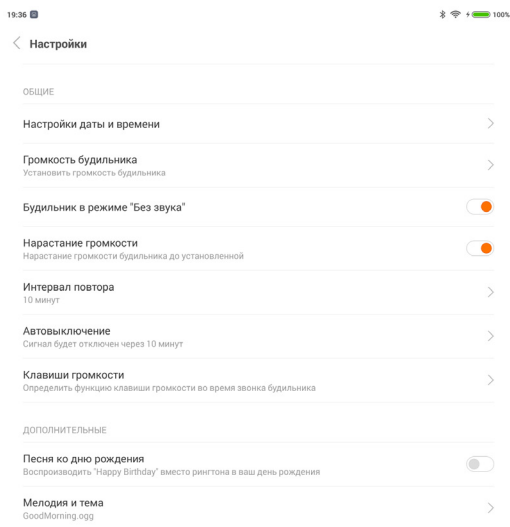 19:36
100%
Настройки
ОБЩИЕ
Настройки даты и времени
Громкость будильника
Установить громкость будильника
Будильник в режиме "Без звука"
Нарастание громкости
Нарастание громкости будильника до установленной
Интервал повтора
10 минут
Автовыключение
Сигнал будет отключен через 10 минут
Клавиши громкости
Определить функцию клавиши громкости во время звонка будильника
ДОПОЛНИТЕЛЬНЫЕ
Песня ко дню рождения
Воспроизводить "Happy Birthday" вместо рингтона в ваш день рождения
Мелодия и тема
GoodMorning.ogg